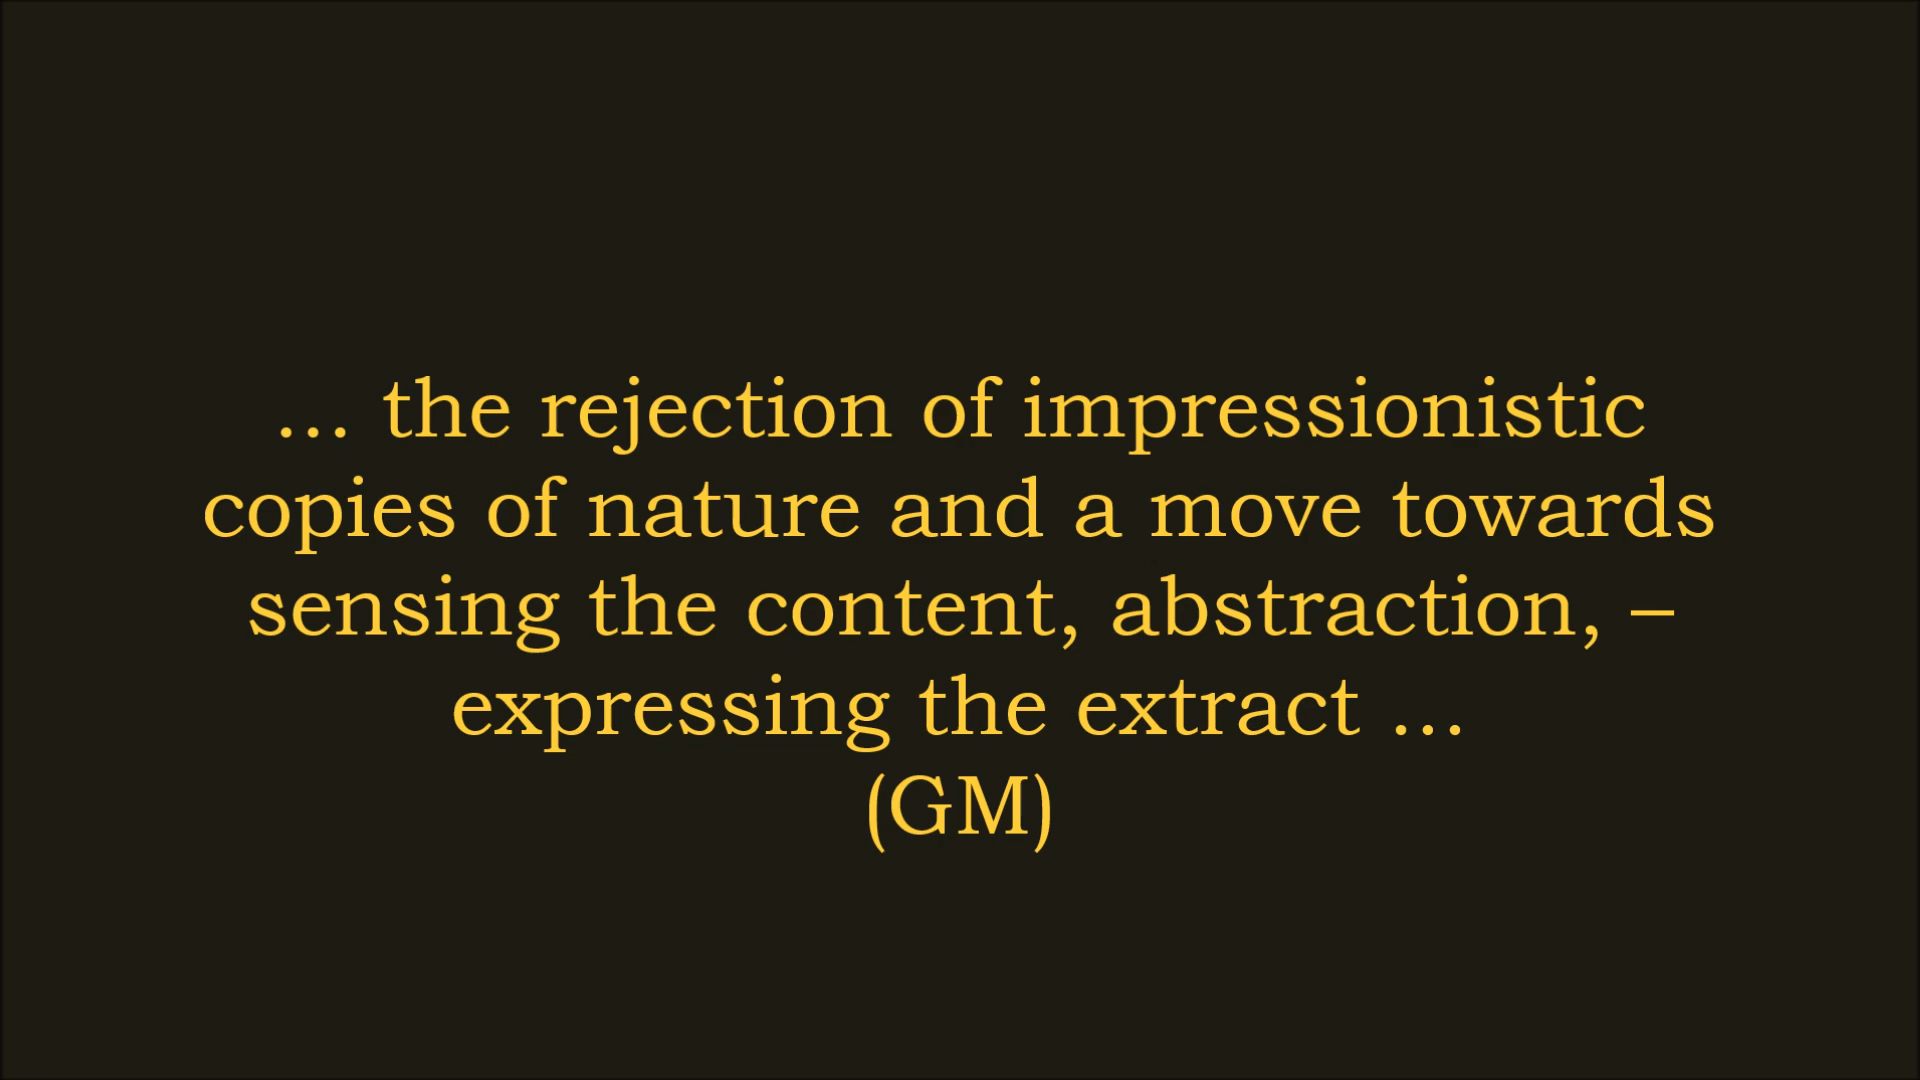 ... the rejection of impressionistic
copies of nature and a move towards
sensing the content, abstraction, –
expressing the extract ...
(GM)